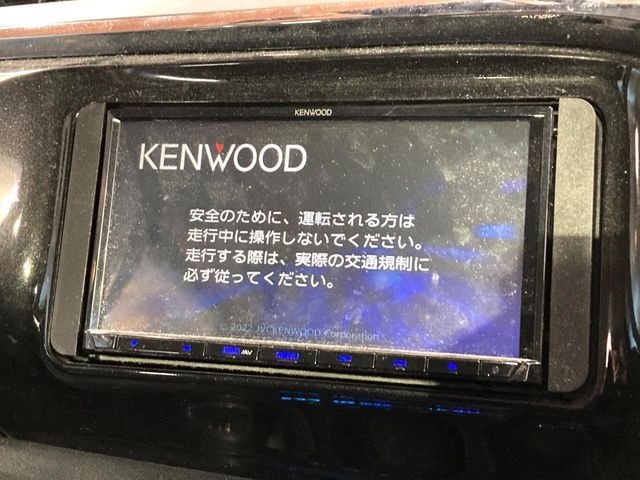 KENWOOD
KENWOOD
安全のために、運転される方は
走行中に操作しないでください。
走行する際は、実際の交通規制に
必ず従ってください。
© 2022 JVCKENWOOD Corporation